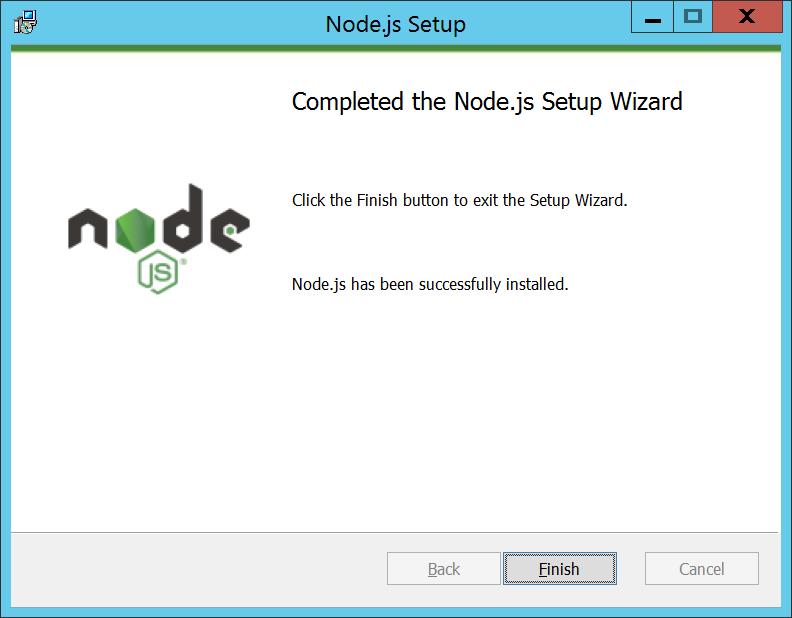 Node.js Setup
Completed the Node.js Setup Wizard
Click the Finish button to exit the Setup Wizard.
node
JS®
Node.js has been successfully installed.
Back
Finish
Cancel